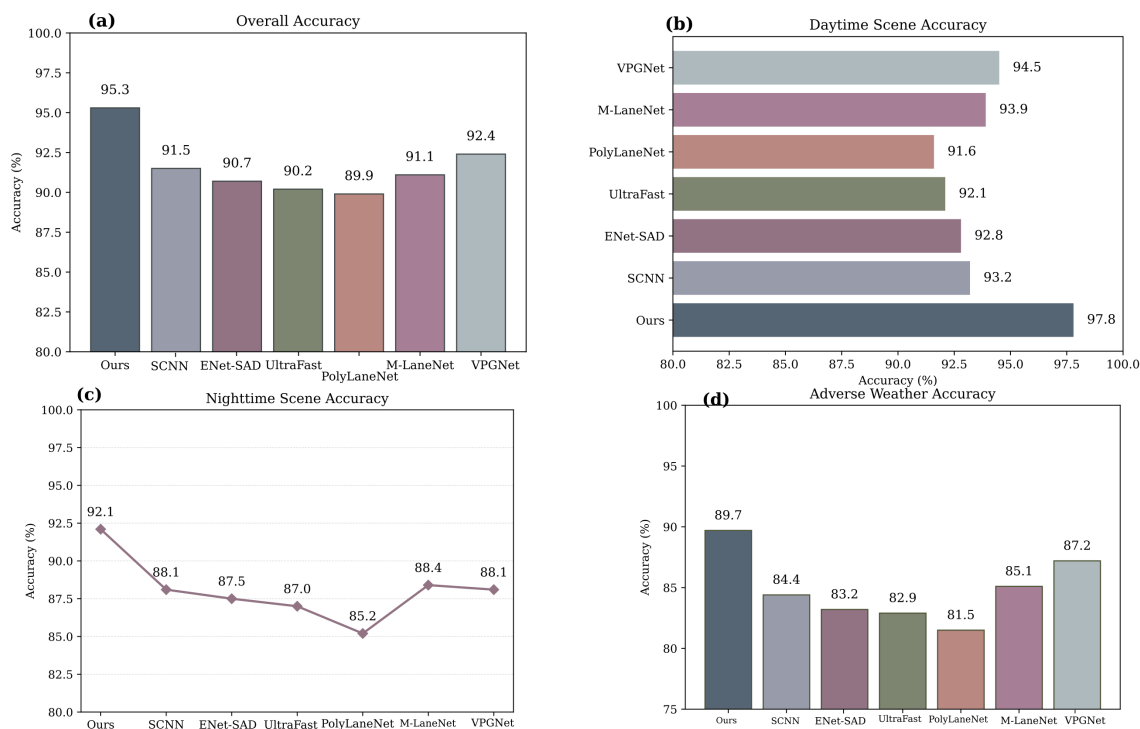 (a)
Overall Accuracy
100.0
97.5
95.0
92.5
90.0
87.5
85.0
82.5
80.0
Accuracy (%)
95.3
91.5
90.7
90.2
89.9
91.1
92.4
Ours SCNN ENet-SAD UltraFast PolyLaneNet M-LaneNet VPGNet
(b)
Daytime Scene Accuracy
VPGNet 94.5
M-LaneNet 93.9
PolyLaneNet 91.6
UltraFast 92.1
ENet-SAD 92.8
SCNN 93.2
Ours 97.8
80.0 82.5 85.0 87.5 90.0 92.5 95.0 97.5 100.0
Accuracy (%)
(c)
Nighttime Scene Accuracy
100.0
97.5
95.0
92.5
90.0
87.5
85.0
82.5
80.0
Accuracy (%)
92.1
88.1
87.5
87.0
85.2
88.4
88.1
Ours SCNN ENet-SAD UltraFast PolyLaneNet M-LaneNet VPGNet
(d)
Adverse Weather Accuracy
100
95
90
85
80
75
Accuracy (%)
89.7
84.4
83.2
82.9
81.5
85.1
87.2
Ours SCNN ENet-SAD UltraFast PolyLaneNet M-LaneNet VPGNet